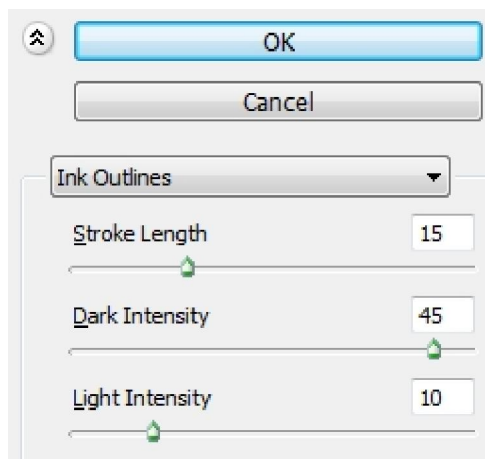 OK
Cancel
Ink Outlines
Stroke Length 15
Dark Intensity 45
Light Intensity 10